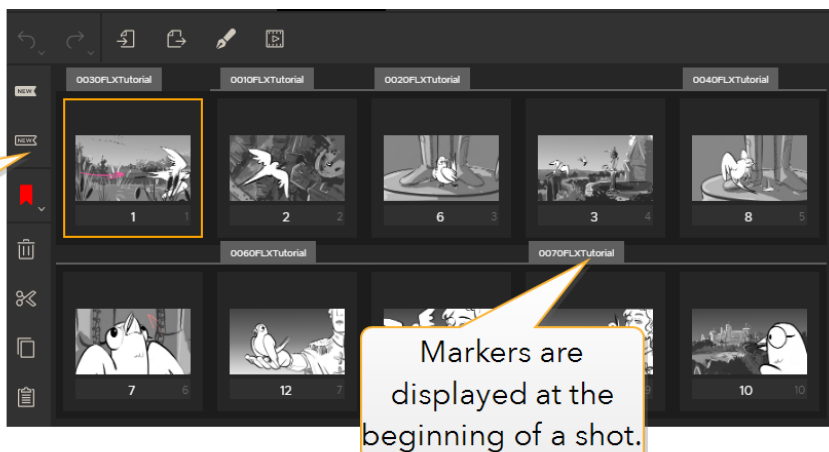 0030FLXTutorial 0010FLXTutorial 0020FLXTutorial 0040FLXTutorial
NEW
NEW
1 1 2 2 6 3 3 4 8 5
0060FLXTutorial 0070FLXTutorial
7 6 12 7 9 10 10
Markers are
displayed at the
beginning of a shot.